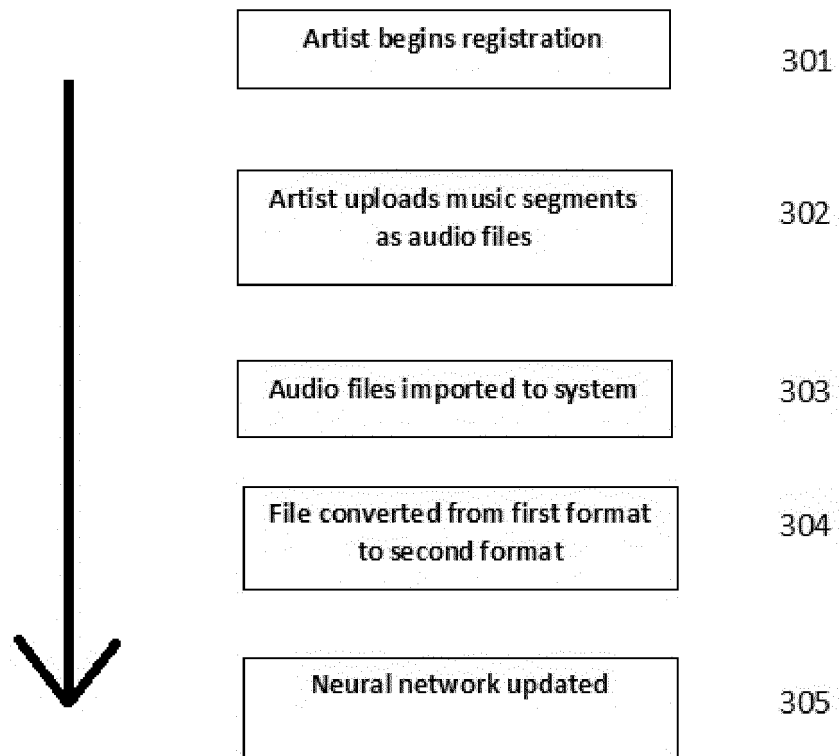 Artist begins registration
301
Artist uploads music segments
as audio files
302
Audio files imported to system
303
File converted from first format
to second format
304
Neural network updated
305